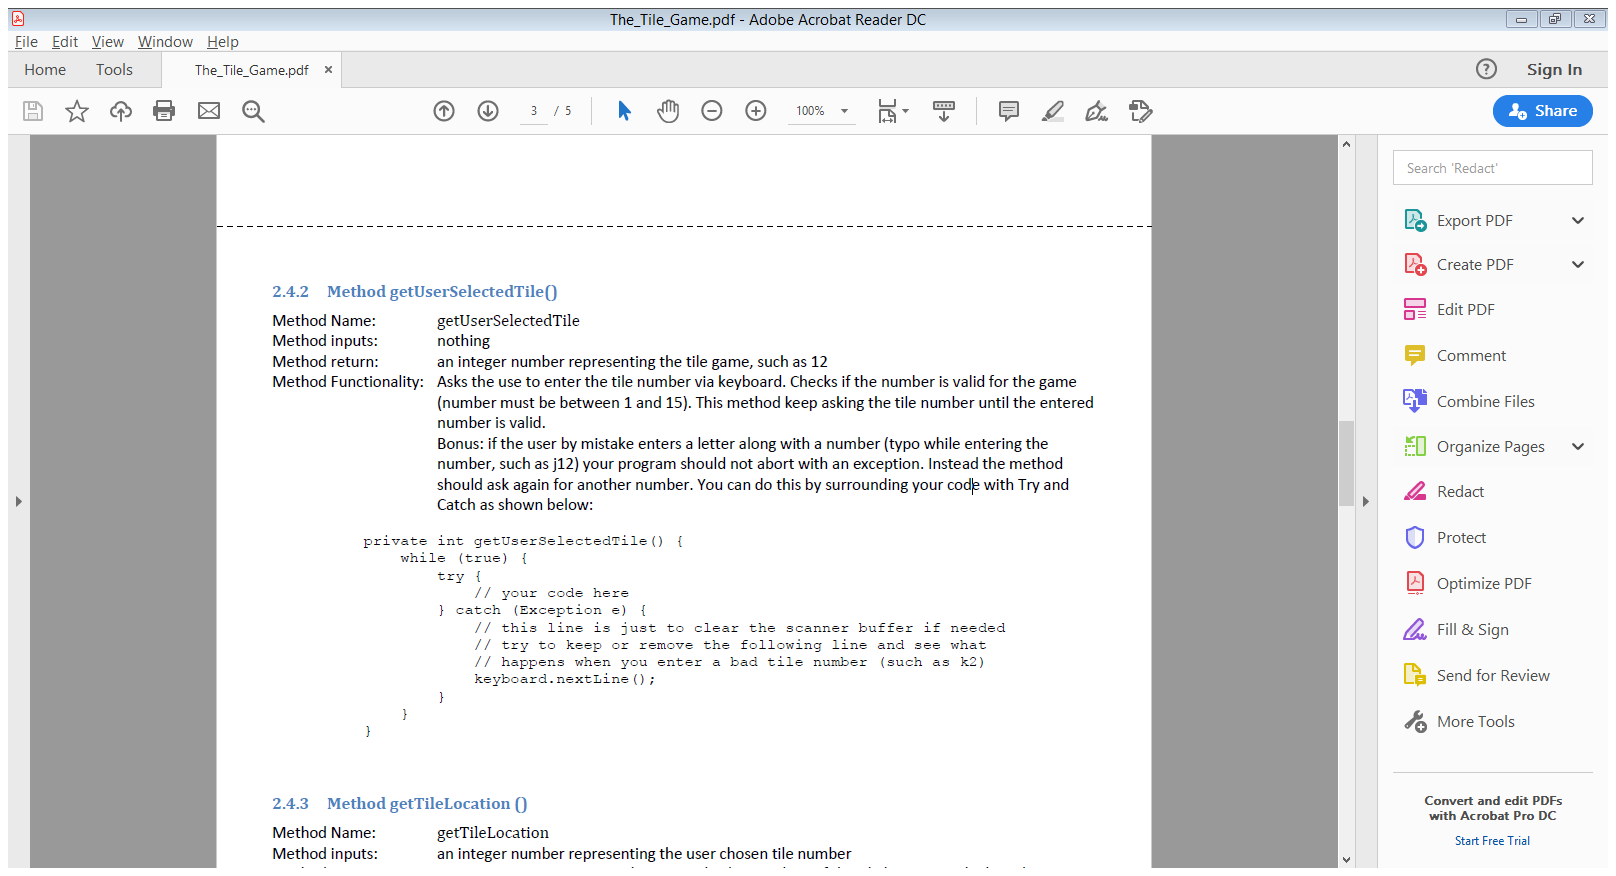 The_Tile_Game.pdf - Adobe Acrobat Reader DC
File Edit View Window Help
Home Tools The_Tile_Game.pdf × Sign In
3 / 5 100% Share
Search 'Redact'
Export PDF
Create PDF
Edit PDF
Comment
Combine Files
Organize Pages
Redact
Protect
Optimize PDF
Fill & Sign
Send for Review
More Tools
Convert and edit PDFs
with Acrobat Pro DC
Start Free Trial
2.4.2 Method getUserSelectedTile()
Method Name: getUserSelectedTile
Method inputs: nothing
Method return: an integer number representing the tile game, such as 12
Method Functionality: Asks the use to enter the tile number via keyboard. Checks if the number is valid for the game
(number must be between 1 and 15). This method keep asking the tile number until the entered
number is valid.
Bonus: if the user by mistake enters a letter along with a number (typo while entering the
number, such as j12) your program should not abort with an exception. Instead the method
should ask again for another number. You can do this by surrounding your code with Try and
Catch as shown below:
private int getUserSelectedTile() {
while (true) {
try {
// your code here
} catch (Exception e) {
// this line is just to clear the scanner buffer if needed
// try to keep or remove the following line and see what
// happens when you enter a bad tile number (such as k2)
keyboard.nextLine();
}
}
}
2.4.3 Method getTileLocation ()
Method Name: getTileLocation
Method inputs: an integer number representing the user chosen tile number